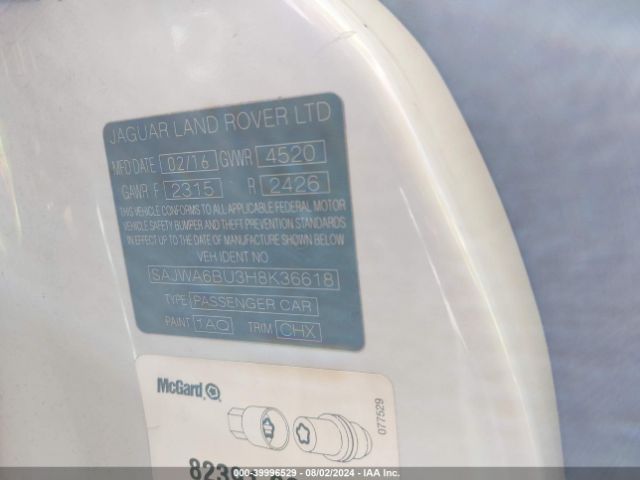 JAGUAR LAND ROVER LTD
MFD DATE 02/16 GVWR 4520
GAWR F 2315 R 2426
THIS VEHICLE CONFORMS TO ALL APPLICABLE FEDERAL MOTOR
VEHICLE SAFETY BUMPER AND THEFT PREVENTION STANDARDS
IN EFFECT UP TO THE DATE OF MANUFACTURE SHOWN BELOW
VEH IDENT NO
SAJWA6BU3H8K36618
TYPE PASSENGER CAR
PAINT 1AQ TRIM CHX
McGard
077529
000-39996529 - 08/02/2024 - IAA Inc.